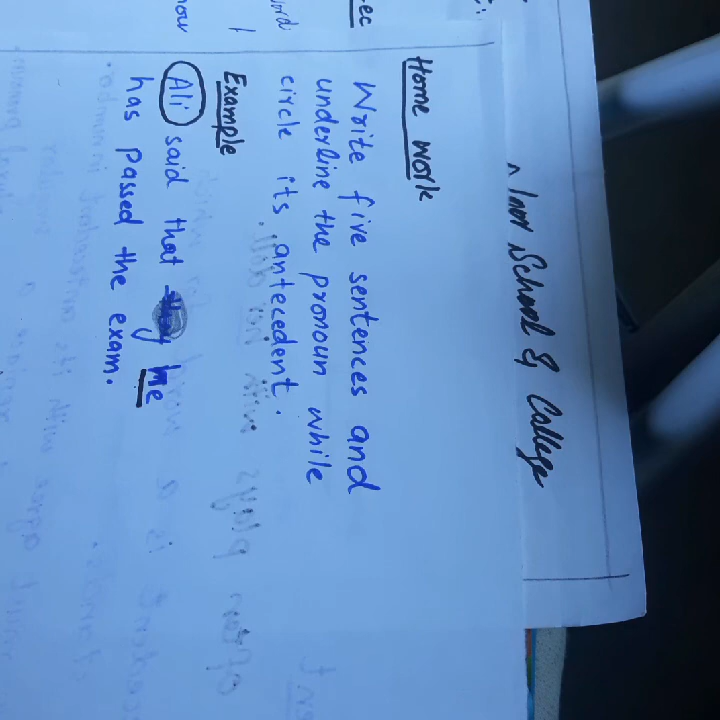 School & College
Home work
Write five sentences and
underline the pronoun while
circle its antecedent.
Example
Ali said that he
has passed the exam.